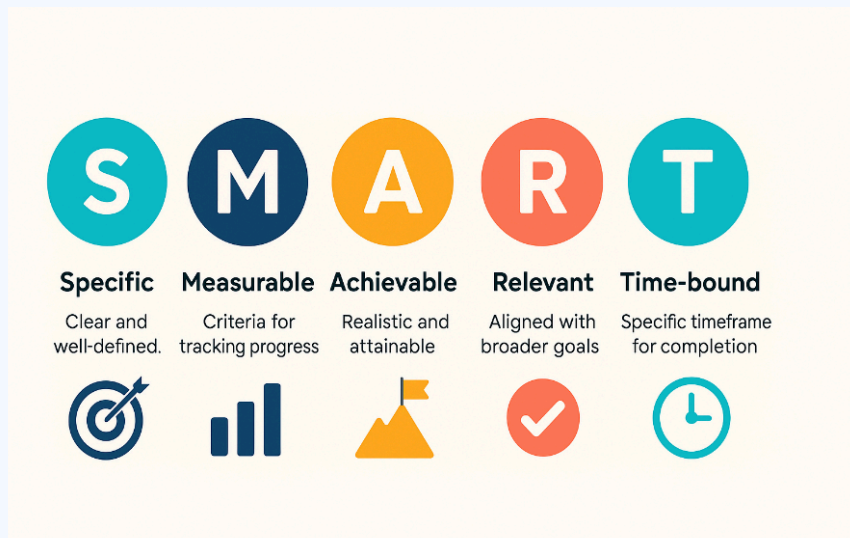 S M A R T
Specific Measurable Achievable Relevant Time-bound
Clear and Criteria for Realistic and Aligned with Specific timeframe
well-defined. tracking progress attainable broader goals for completion